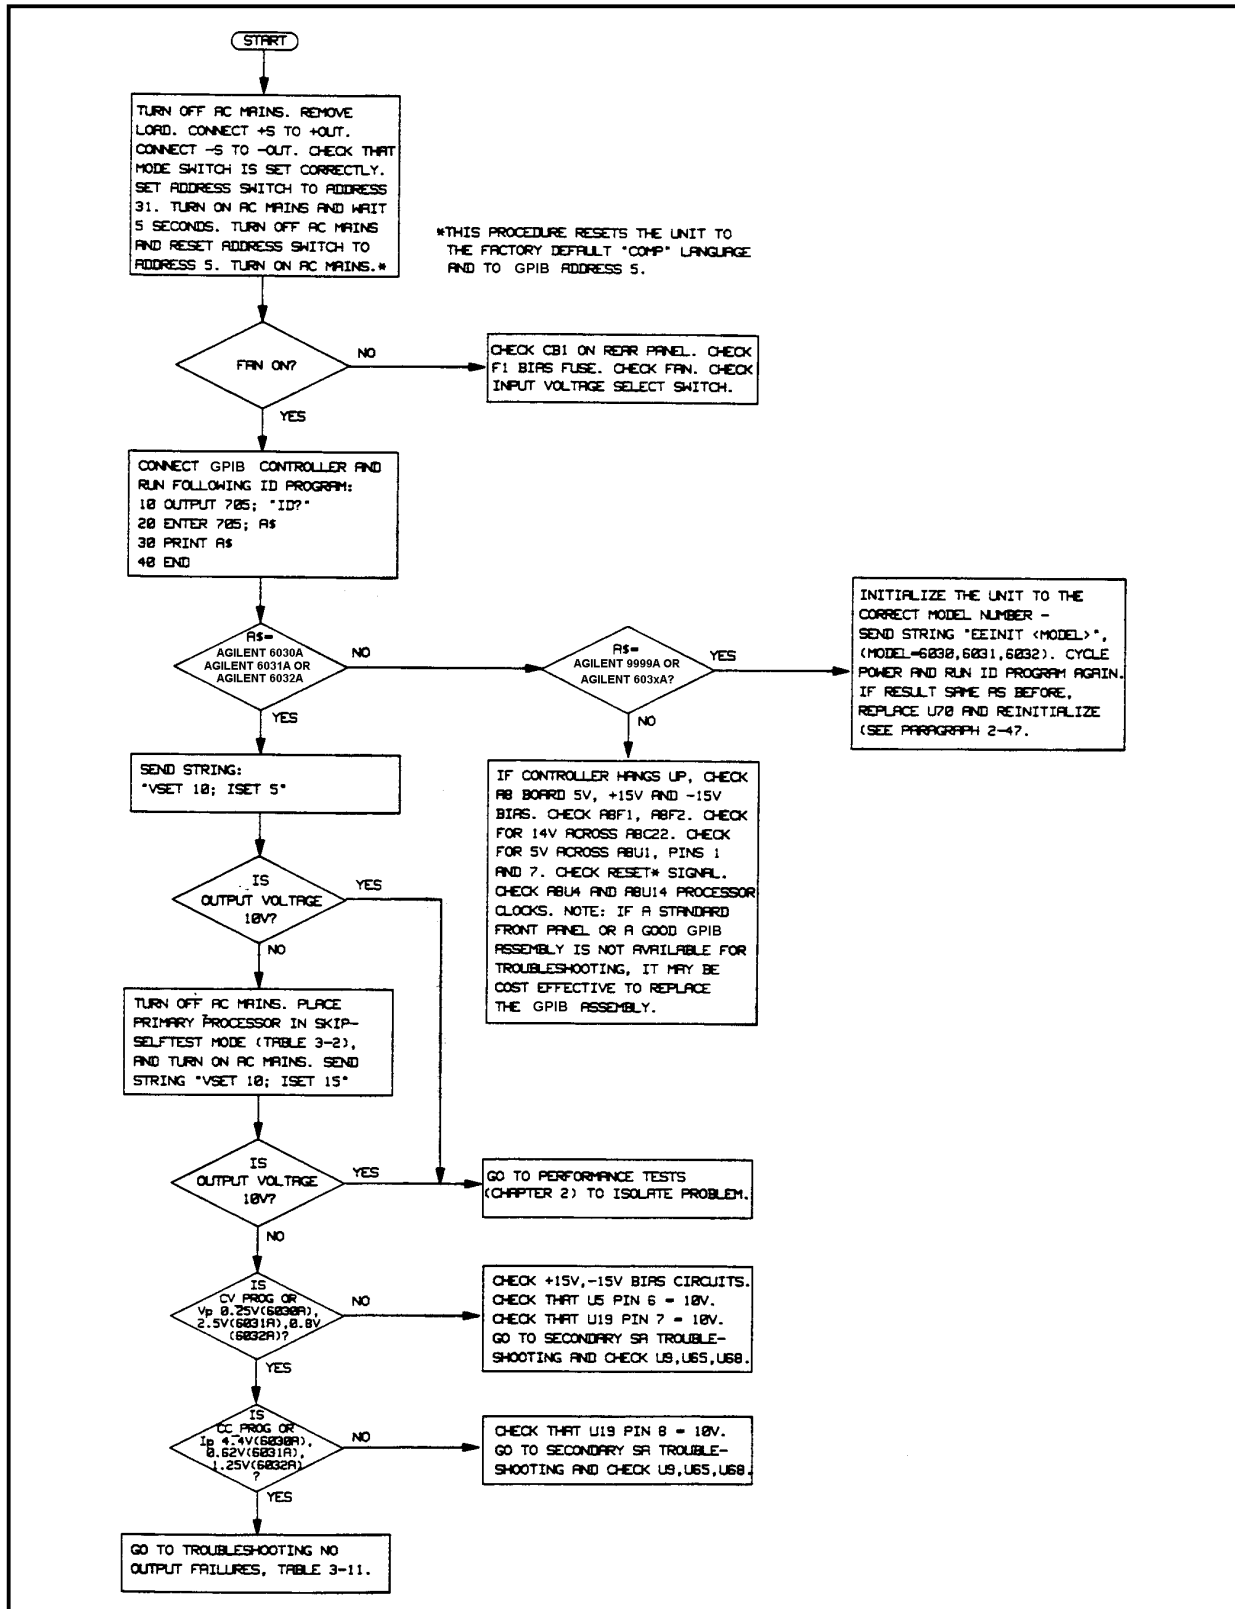 START
TURN OFF AC MAINS. REMOVE
LOAD. CONNECT +S TO +OUT.
CONNECT -S TO -OUT. CHECK THAT
MODE SWITCH IS SET CORRECTLY.
SET ADDRESS SWITCH TO ADDRESS
31. TURN ON AC MAINS AND WAIT
5 SECONDS. TURN OFF AC MAINS
AND RESET ADDRESS SWITCH TO
ADDRESS 5. TURN ON AC MAINS.*
*THIS PROCEDURE RESETS THE UNIT TO
THE FACTORY DEFAULT "COMP" LANGUAGE
AND TO GPIB ADDRESS 5.
FAN ON?
NO
CHECK CB1 ON REAR PANEL. CHECK
F1 BIAS FUSE. CHECK FAN. CHECK
INPUT VOLTAGE SELECT SWITCH.
YES
CONNECT GPIB CONTROLLER AND
RUN FOLLOWING ID PROGRAM:
10 OUTPUT 705; "ID?"
20 ENTER 705; A$
30 PRINT A$
40 END
A$=
AGILENT 6030A
AGILENT 6031A OR
AGILENT 6032A
NO
A$=
AGILENT 9999A OR
AGILENT 603xA?
YES
INITIALIZE THE UNIT TO THE
CORRECT MODEL NUMBER -
SEND STRING "EEINIT <MODEL>",
(MODEL=6030,6031,6032). CYCLE
POWER AND RUN ID PROGRAM AGAIN.
IF RESULT SAME AS BEFORE,
REPLACE U70 AND REINITIALIZE
(SEE PARAGRAPH 2-47.
YES
NO
SEND STRING:
"VSET 10; ISET 5"
IF CONTROLLER HANGS UP, CHECK
A8 BOARD 5V, +15V AND -15V
BIAS. CHECK A8F1, A8F2. CHECK
FOR 14V ACROSS A8C22. CHECK
FOR 5V ACROSS A8U1, PINS 1
AND 7. CHECK RESET* SIGNAL.
CHECK A8U4 AND A8U14 PROCESSOR
CLOCKS. NOTE: IF A STANDARD
FRONT PANEL OR A GOOD GPIB
ASSEMBLY IS NOT AVAILABLE FOR
TROUBLESHOOTING, IT MAY BE
COST EFFECTIVE TO REPLACE
THE GPIB ASSEMBLY.
IS
OUTPUT VOLTAGE
10V?
YES
NO
TURN OFF AC MAINS. PLACE
PRIMARY PROCESSOR IN SKIP-
SELFTEST MODE (TABLE 3-2),
AND TURN ON AC MAINS. SEND
STRING "VSET 10; ISET 15"
IS
OUTPUT VOLTAGE
10V?
YES
GO TO PERFORMANCE TESTS
(CHAPTER 2) TO ISOLATE PROBLEM.
NO
IS
CV PROG OR
Vp 0.25V(6030A),
2.5V(6031A),0.8V
(6032A)?
NO
CHECK +15V,-15V BIAS CIRCUITS.
CHECK THAT U5 PIN 6 = 10V.
CHECK THAT U19 PIN 7 = 10V.
GO TO SECONDARY SA TROUBLE-
SHOOTING AND CHECK U9,U65,U68.
YES
IS
CC PROG OR
Ip 4.4V(6030A),
0.62V(6031A),
1.25V(6032A)
?
NO
CHECK THAT U19 PIN 8 = 10V.
GO TO SECONDARY SA TROUBLE-
SHOOTING AND CHECK U9,U65,U68.
YES
GO TO TROUBLESHOOTING NO
OUTPUT FAILURES, TABLE 3-11.